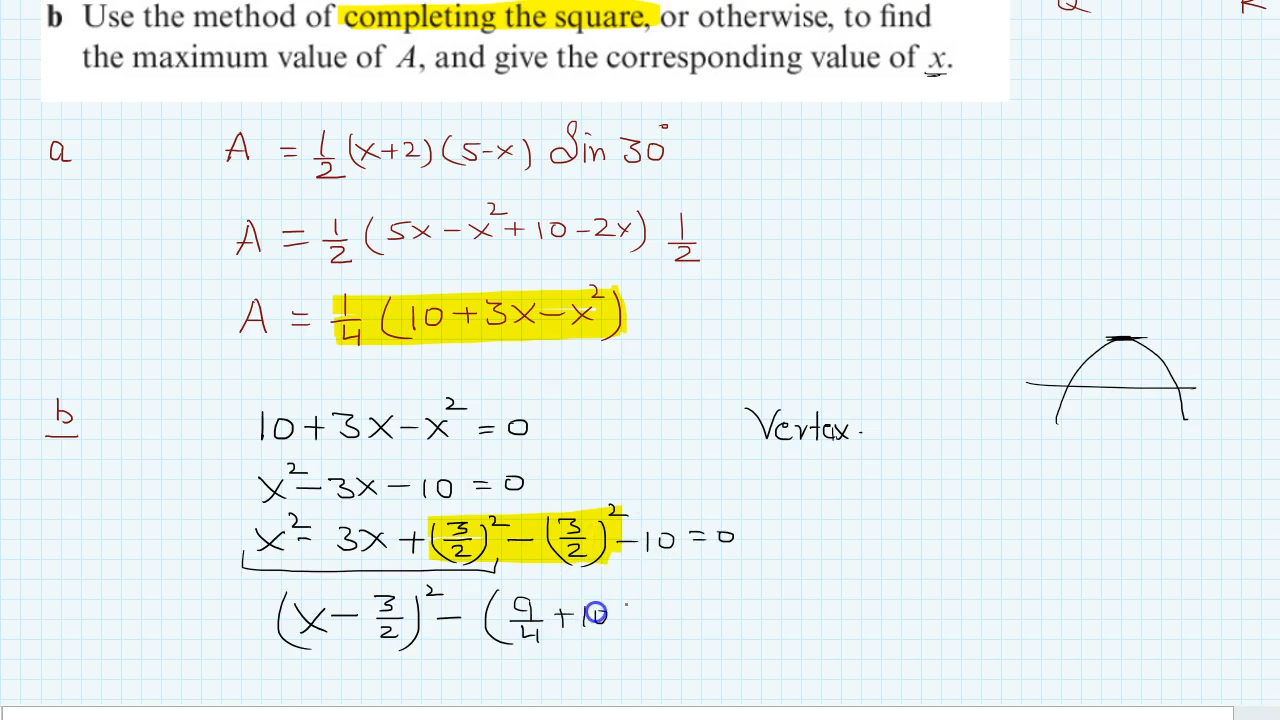 Q R
b Use the method of completing the square, or otherwise, to find
the maximum value of A, and give the corresponding value of x.
a A = 1/2 (x+2)(5-x) Sin 30°
A = 1/2 (5x - x² + 10 - 2x) 1/2
A = 1/4 (10 + 3x - x²)
b 10 + 3x - x² = 0 Vertax.
x² - 3x - 10 = 0
x² - 3x + (3/2)² - (3/2)² - 10 = 0
(x - 3/2)² - (9/4 + 10